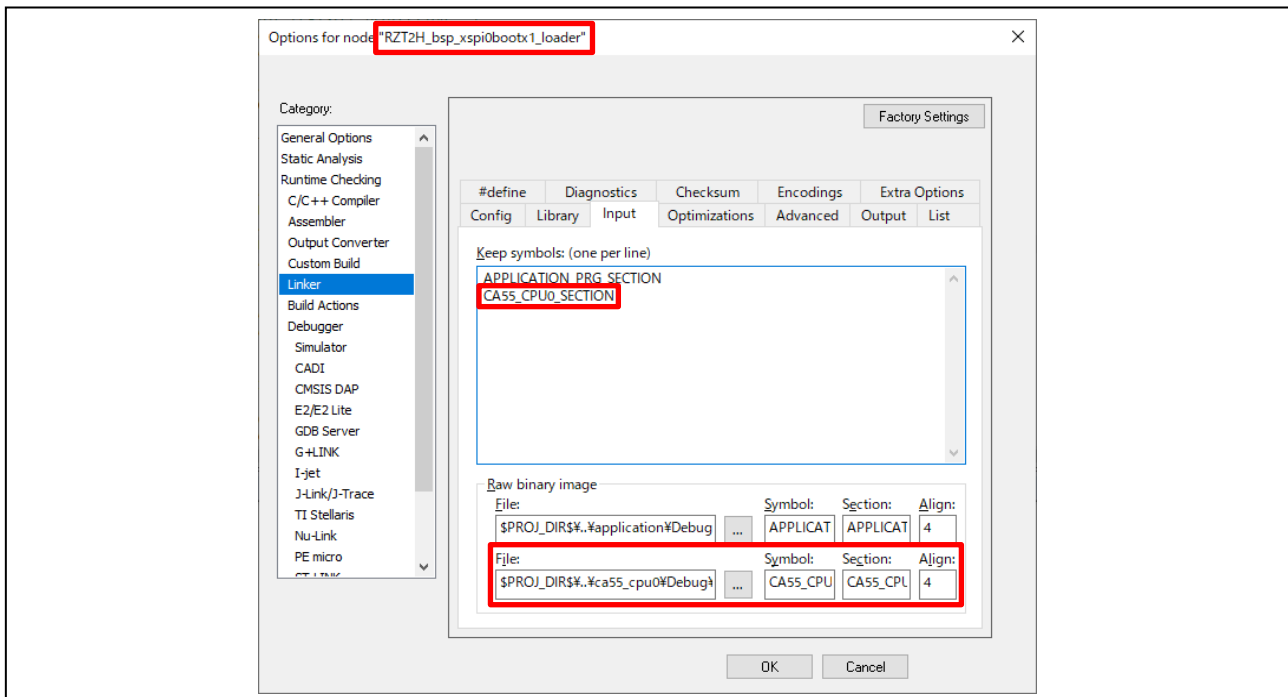 Options for node "RZT2H_bsp_xspi0bootx1_loader"
Category:
Factory Settings
General Options
Static Analysis
Runtime Checking
C/C++ Compiler
Assembler
Output Converter
Custom Build
Linker
Build Actions
Debugger
Simulator
CADI
CMSIS DAP
E2/E2 Lite
GDB Server
G+LINK
I-jet
J-Link/J-Trace
TI Stellaris
Nu-Link
PE micro
ST-LINK
#define Diagnostics Checksum Encodings Extra Options
Config Library Input Optimizations Advanced Output List
Keep symbols: (one per line)
APPLICATION_PRG_SECTION
CA55_CPU0_SECTION
Raw binary image
File: Symbol: Section: Align:
$PROJ_DIR$¥..¥application¥Debug ... APPLICAT APPLICAT 4
File: Symbol: Section: Align:
$PROJ_DIR$¥..¥ca55_cpu0¥Debug¥ ... CA55_CPU CA55_CPU 4
OK Cancel